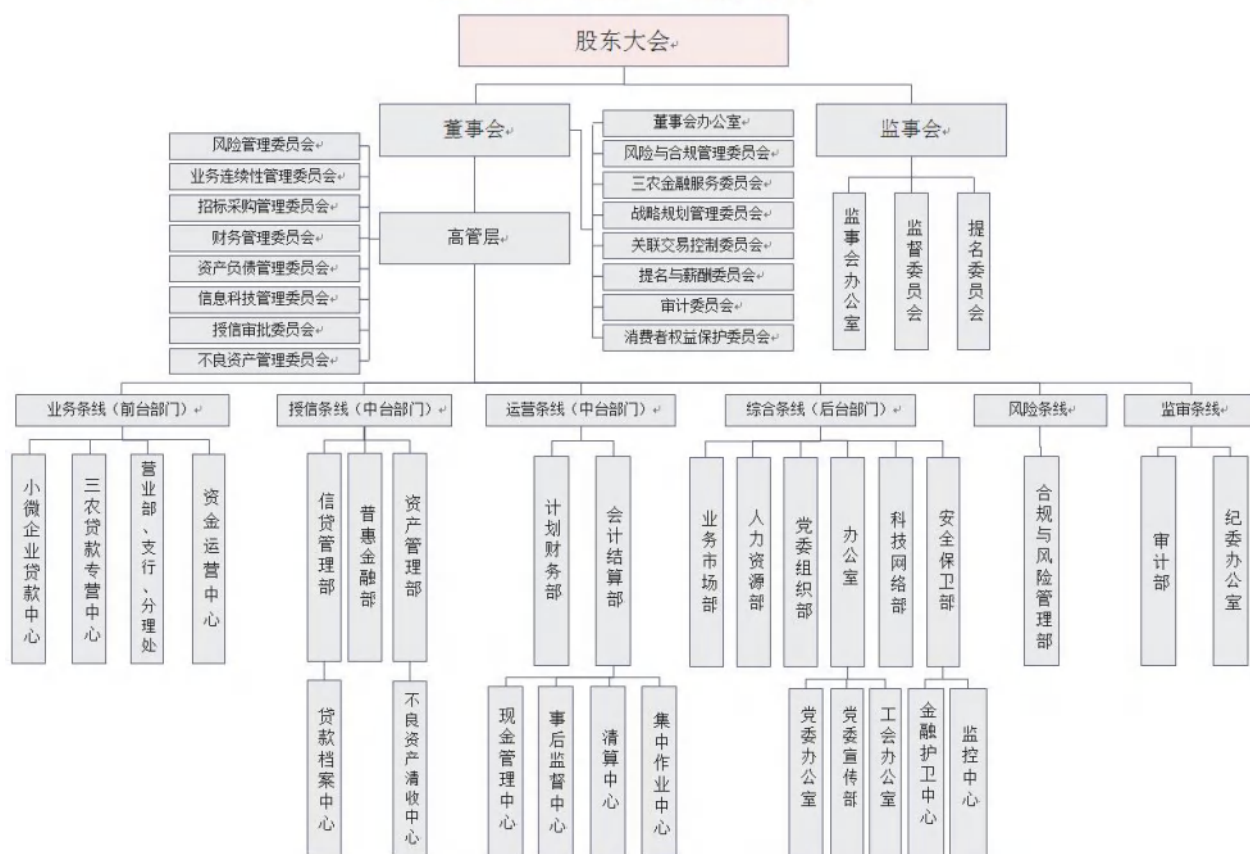 股东大会
董事会
监事会
风险管理委员会
业务连续性管理委员会
招标采购管理委员会
财务管理委员会
资产负债管理委员会
信息科技管理委员会
授信审批委员会
不良资产管理委员会
高管层
董事会办公室
风险与合规管理委员会
三农金融服务委员会
战略规划管理委员会
关联交易控制委员会
提名与薪酬委员会
审计委员会
消费者权益保护委员会
监事会办公室
监督委员会
提名委员会
业务条线（前台部门）
授信条线（中台部门）
运营条线（中台部门）
综合条线（后台部门）
风险条线
监审条线
小微企业贷款中心
三农贷款专营中心
营业部、支行、分理处
资金运营中心
信贷管理部
普惠金融部
资产管理部
计划财务部
会计结算部
业务市场部
人力资源部
党委组织部
办公室
科技网络部
安全保卫部
合规与风险管理部
审计部
纪委办公室
贷款档案中心
不良资产清收中心
现金管理中心
事后监督中心
清算中心
集中作业中心
党委办公室
党委宣传部
工会办公室
金融护卫中心
监控中心